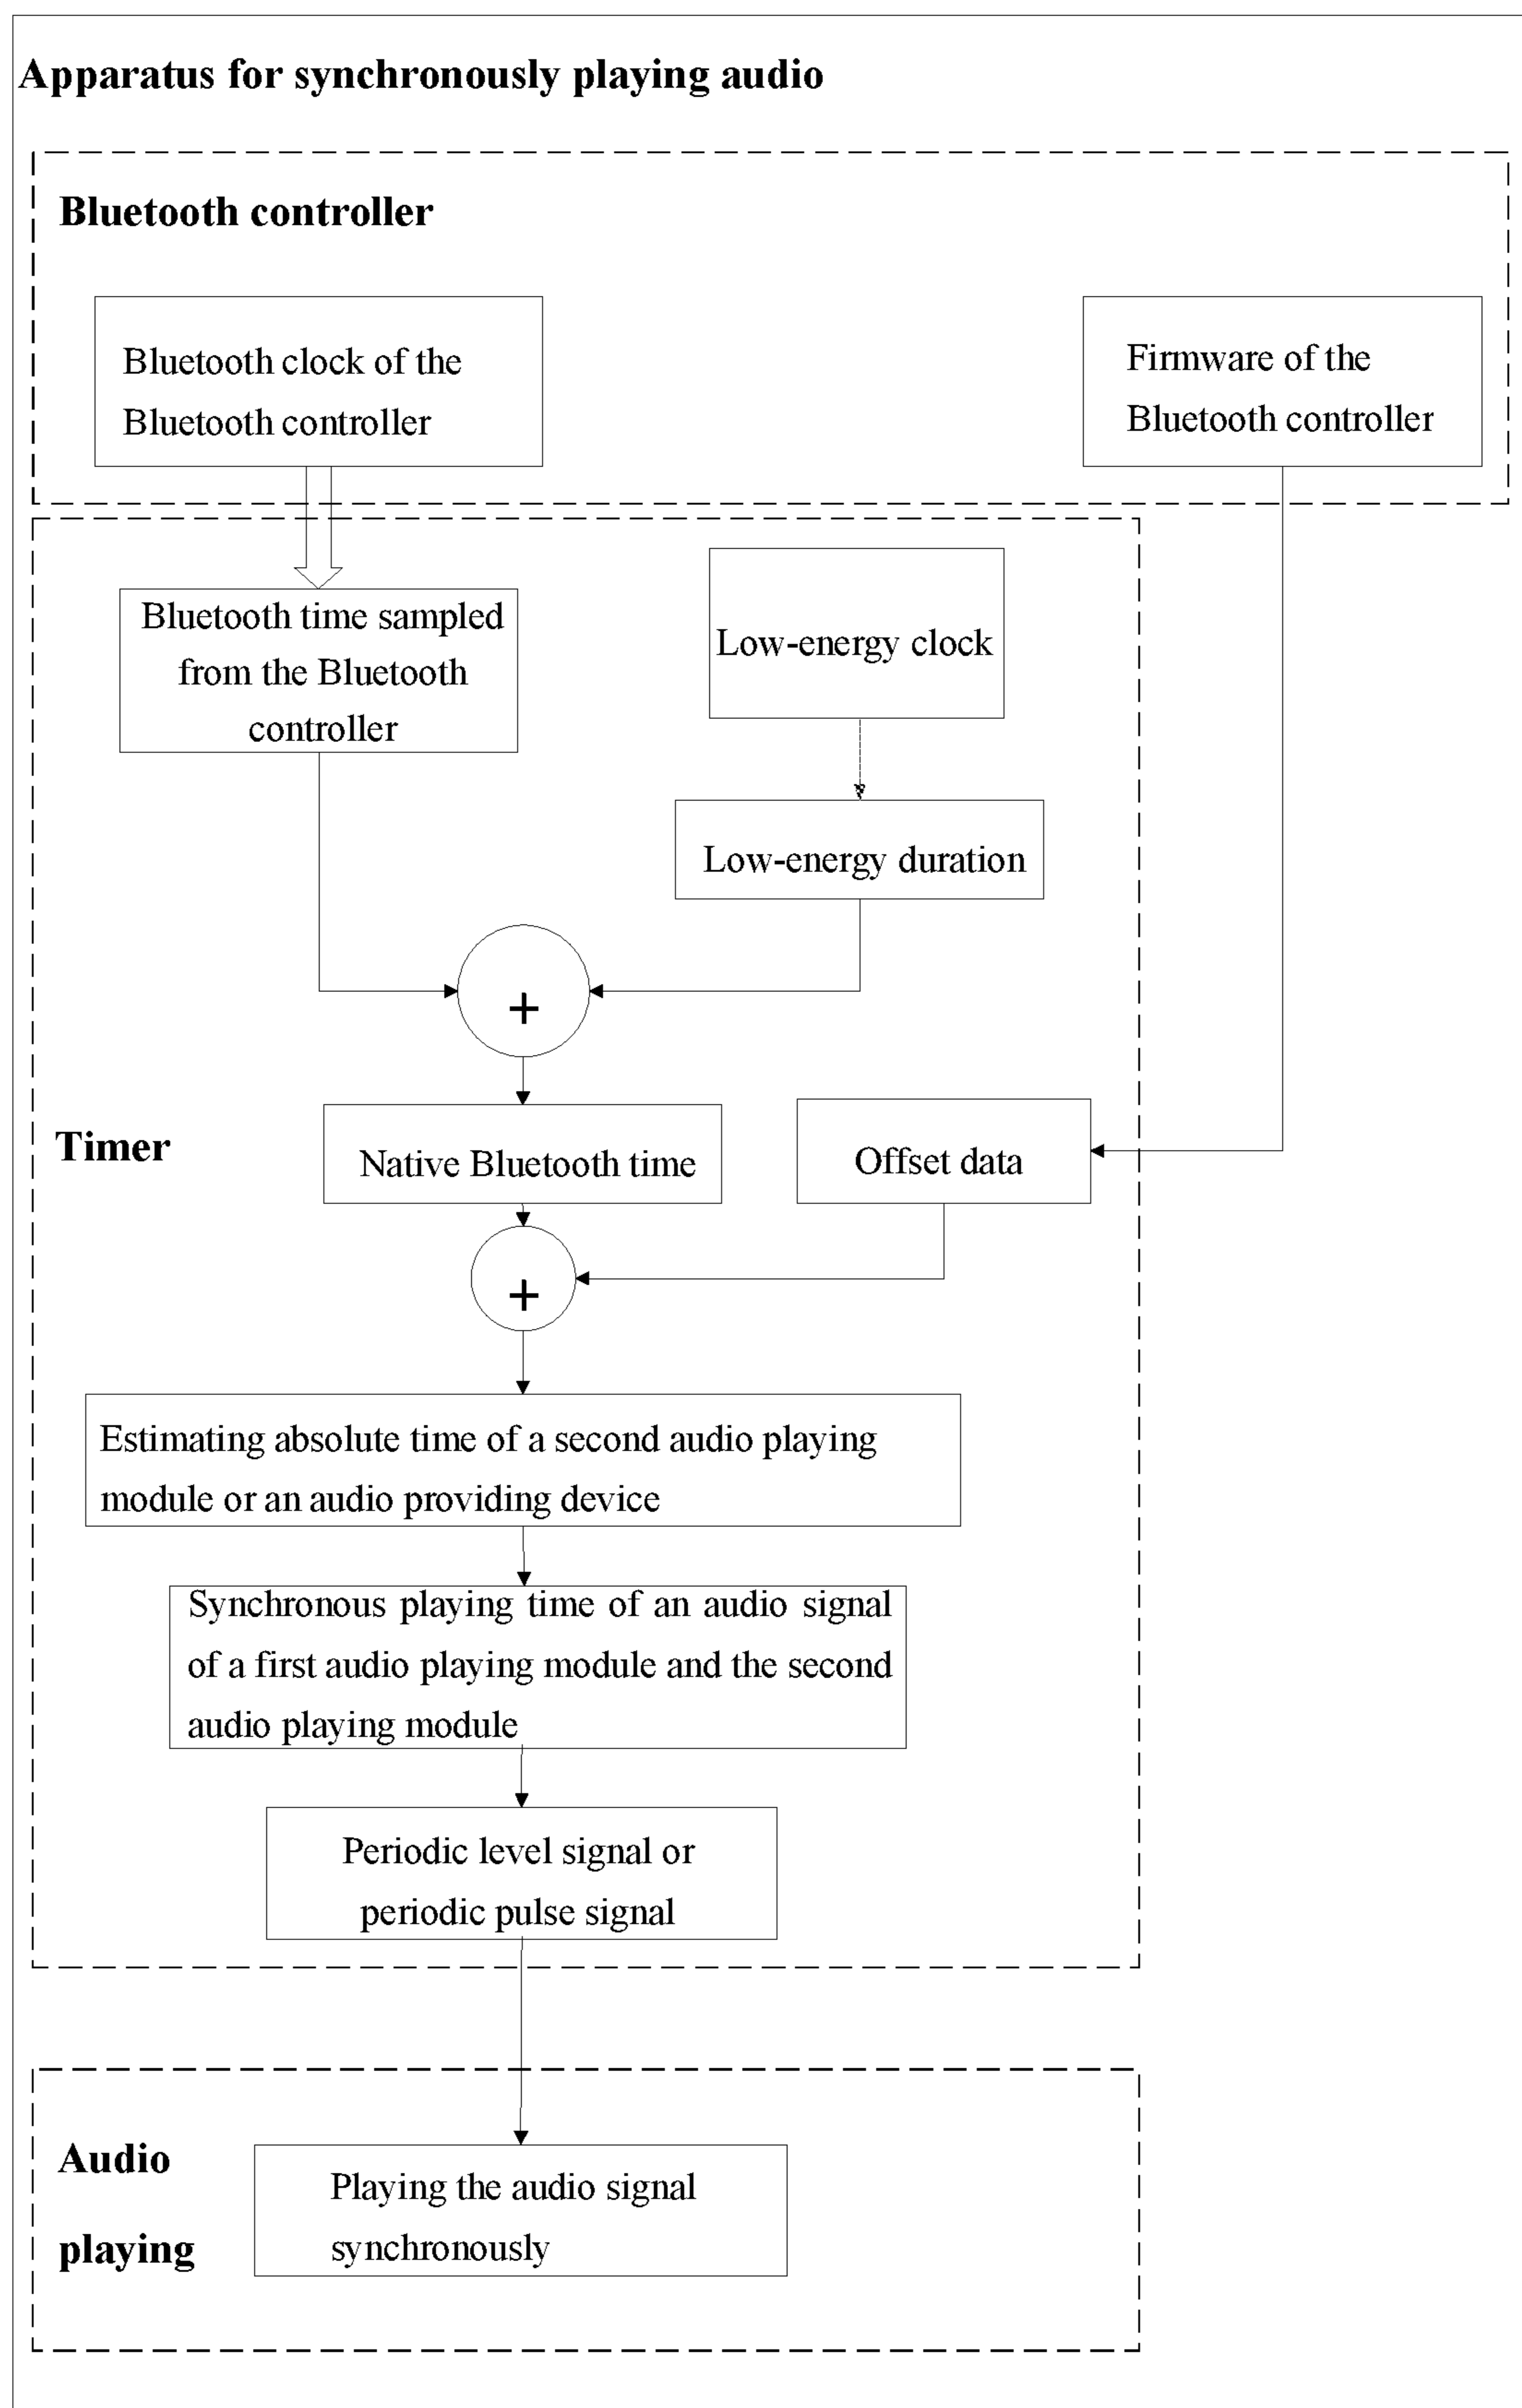 Apparatus for synchronously playing audio
Bluetooth controller
Bluetooth clock of the
Bluetooth controller
Firmware of the
Bluetooth controller
Bluetooth time sampled
from the Bluetooth
controller
Low-energy clock
Low-energy duration
+
Timer
Native Bluetooth time
Offset data
+
Estimating absolute time of a second audio playing
module or an audio providing device
Synchronous playing time of an audio signal
of a first audio playing module and the second
audio playing module
Periodic level signal or
periodic pulse signal
Audio
playing
Playing the audio signal
synchronously